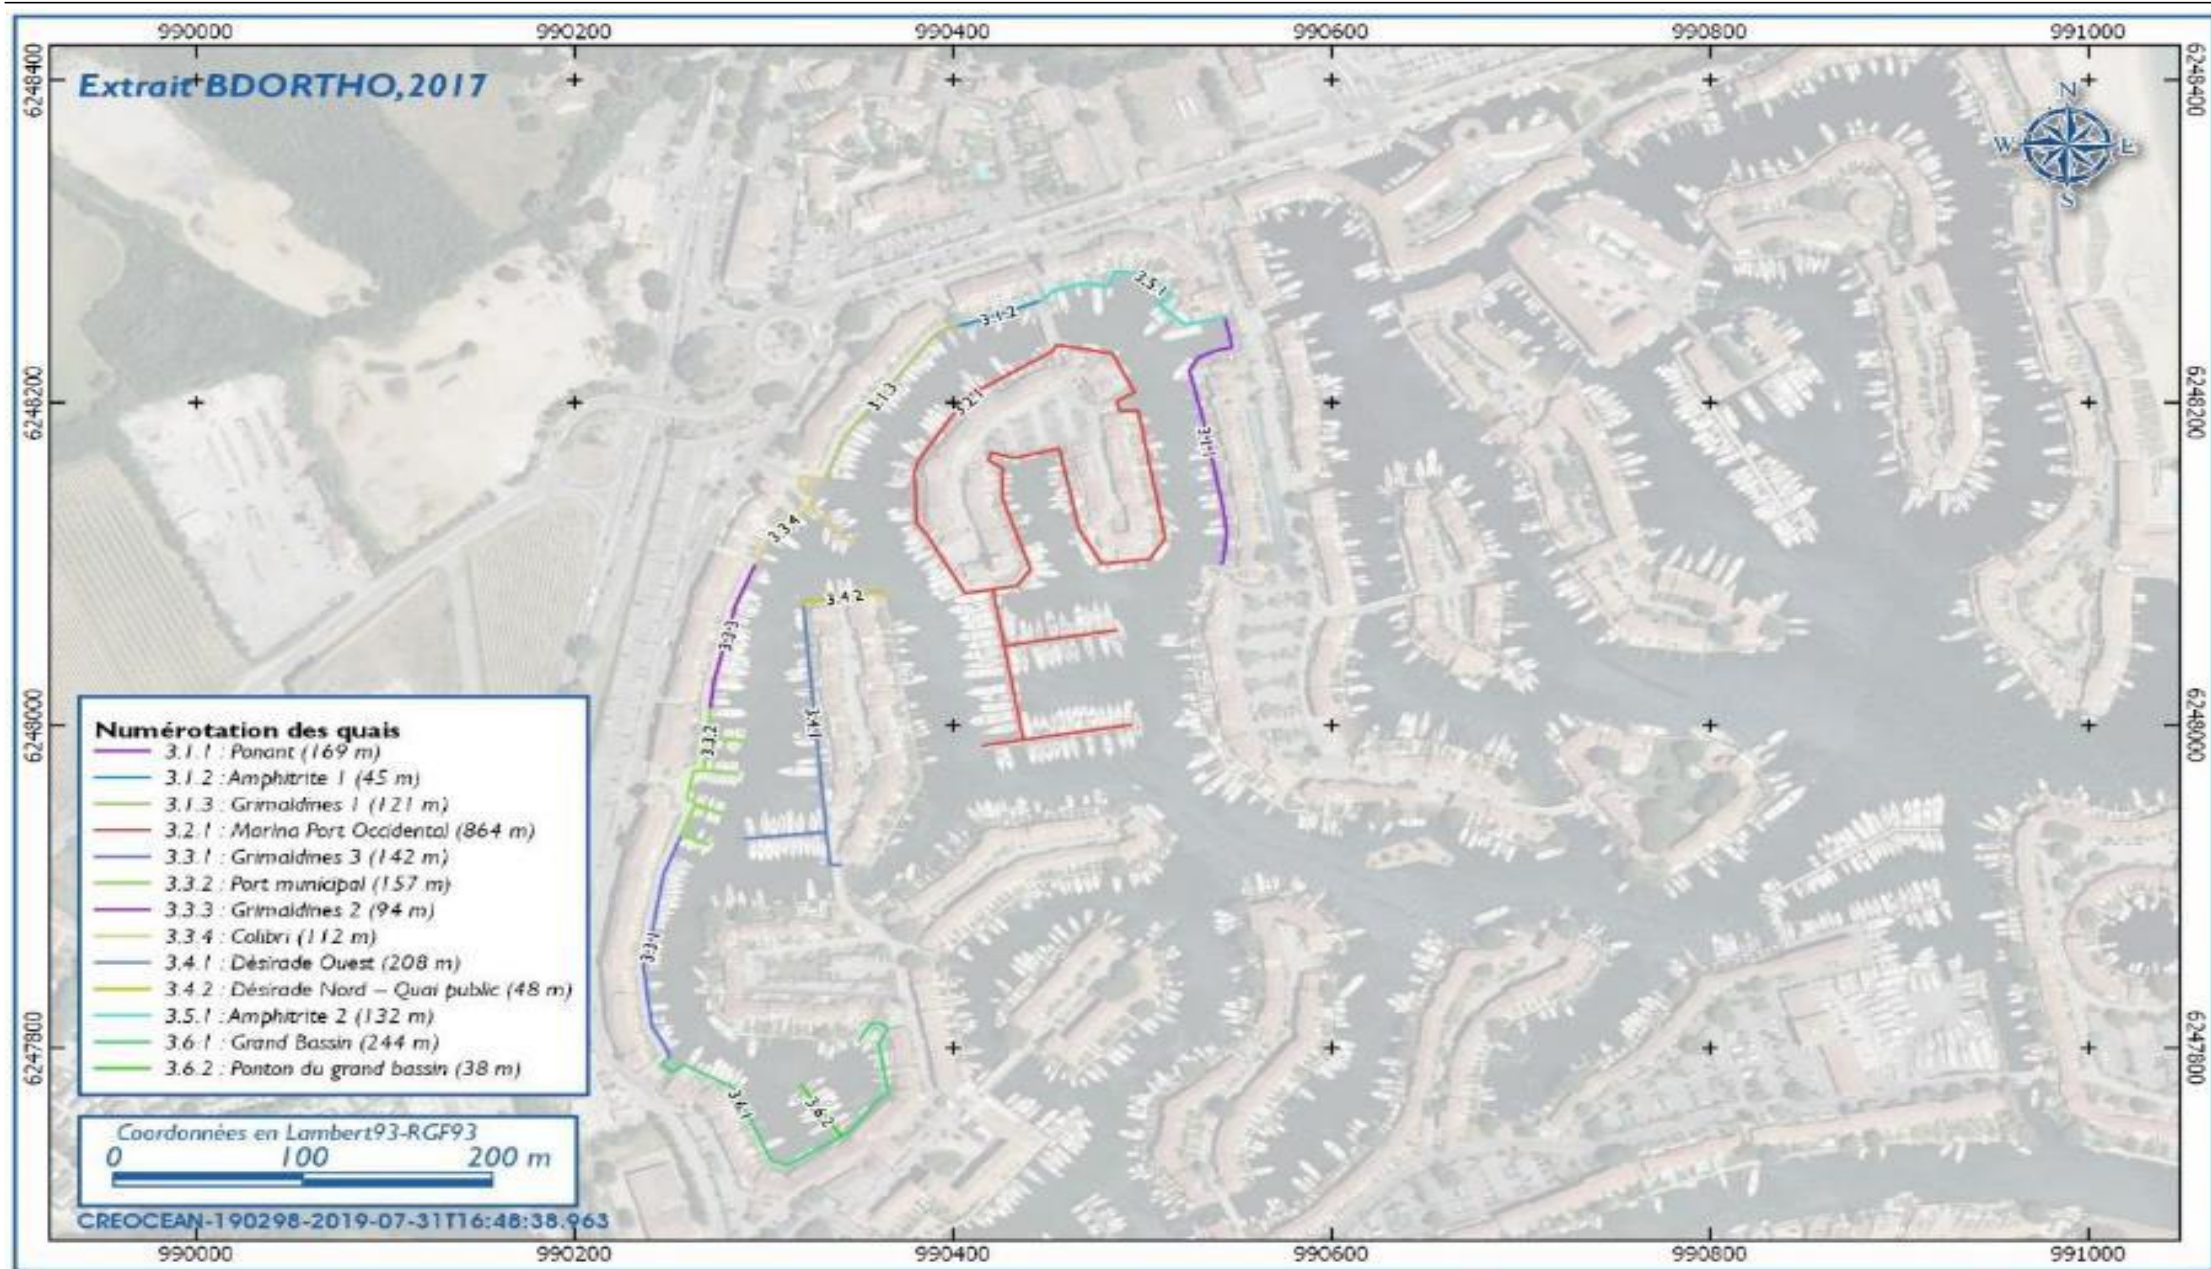 990000 990200 990400 990600 990800 991000
6248400 6248400
Extrait BDORTHO, 2017
N
W E
S
3.5.1
3.1.2
3.1.3
3.2.1
6248200 6248200
3.1.1
3.3.4
3.4.2
3.3.3
3.4.1
3.3.2
6248000 6248000
Numérotation des quais
3.1.1 : Ponant (169 m)
3.1.2 : Amphitrite 1 (45 m)
3.1.3 : Grimaldines 1 (121 m)
3.2.1 : Marina Port Occidental (864 m)
3.3.1 : Grimaldines 3 (142 m)
3.3.2 : Port municipal (157 m)
3.3.3 : Grimaldines 2 (94 m)
3.3.4 : Colibri (112 m)
3.4.1 : Désirade Ouest (208 m)
3.4.2 : Désirade Nord – Quai public (48 m)
3.5.1 : Amphitrite 2 (132 m)
3.6.1 : Grand Bassin (244 m)
3.6.2 : Ponton du grand bassin (38 m)
3.3.1
6247800 6247800
3.6.1
3.6.2
Coordonnées en Lambert93-RGF93
0 100 200 m
CREOCEAN-190298-2019-07-31T16:48:38.963
990000 990200 990400 990600 990800 991000